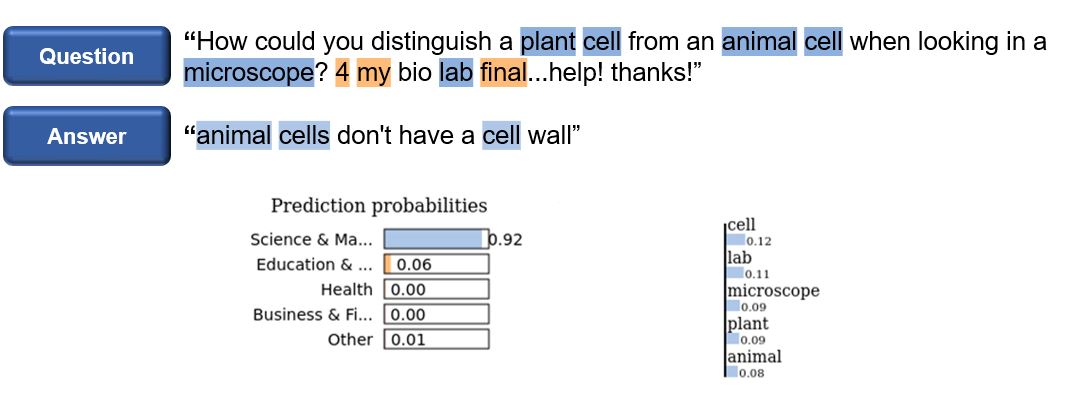 Question
“How could you distinguish a plant cell from an animal cell when looking in a
microscope? 4 my bio lab final...help! thanks!”
Answer
“animal cells don't have a cell wall”
Prediction probabilities
Science & Ma... 0.92
Education & ... 0.06
Health 0.00
Business & Fi... 0.00
Other 0.01
cell
0.12
lab
0.11
microscope
0.09
plant
0.09
animal
0.08